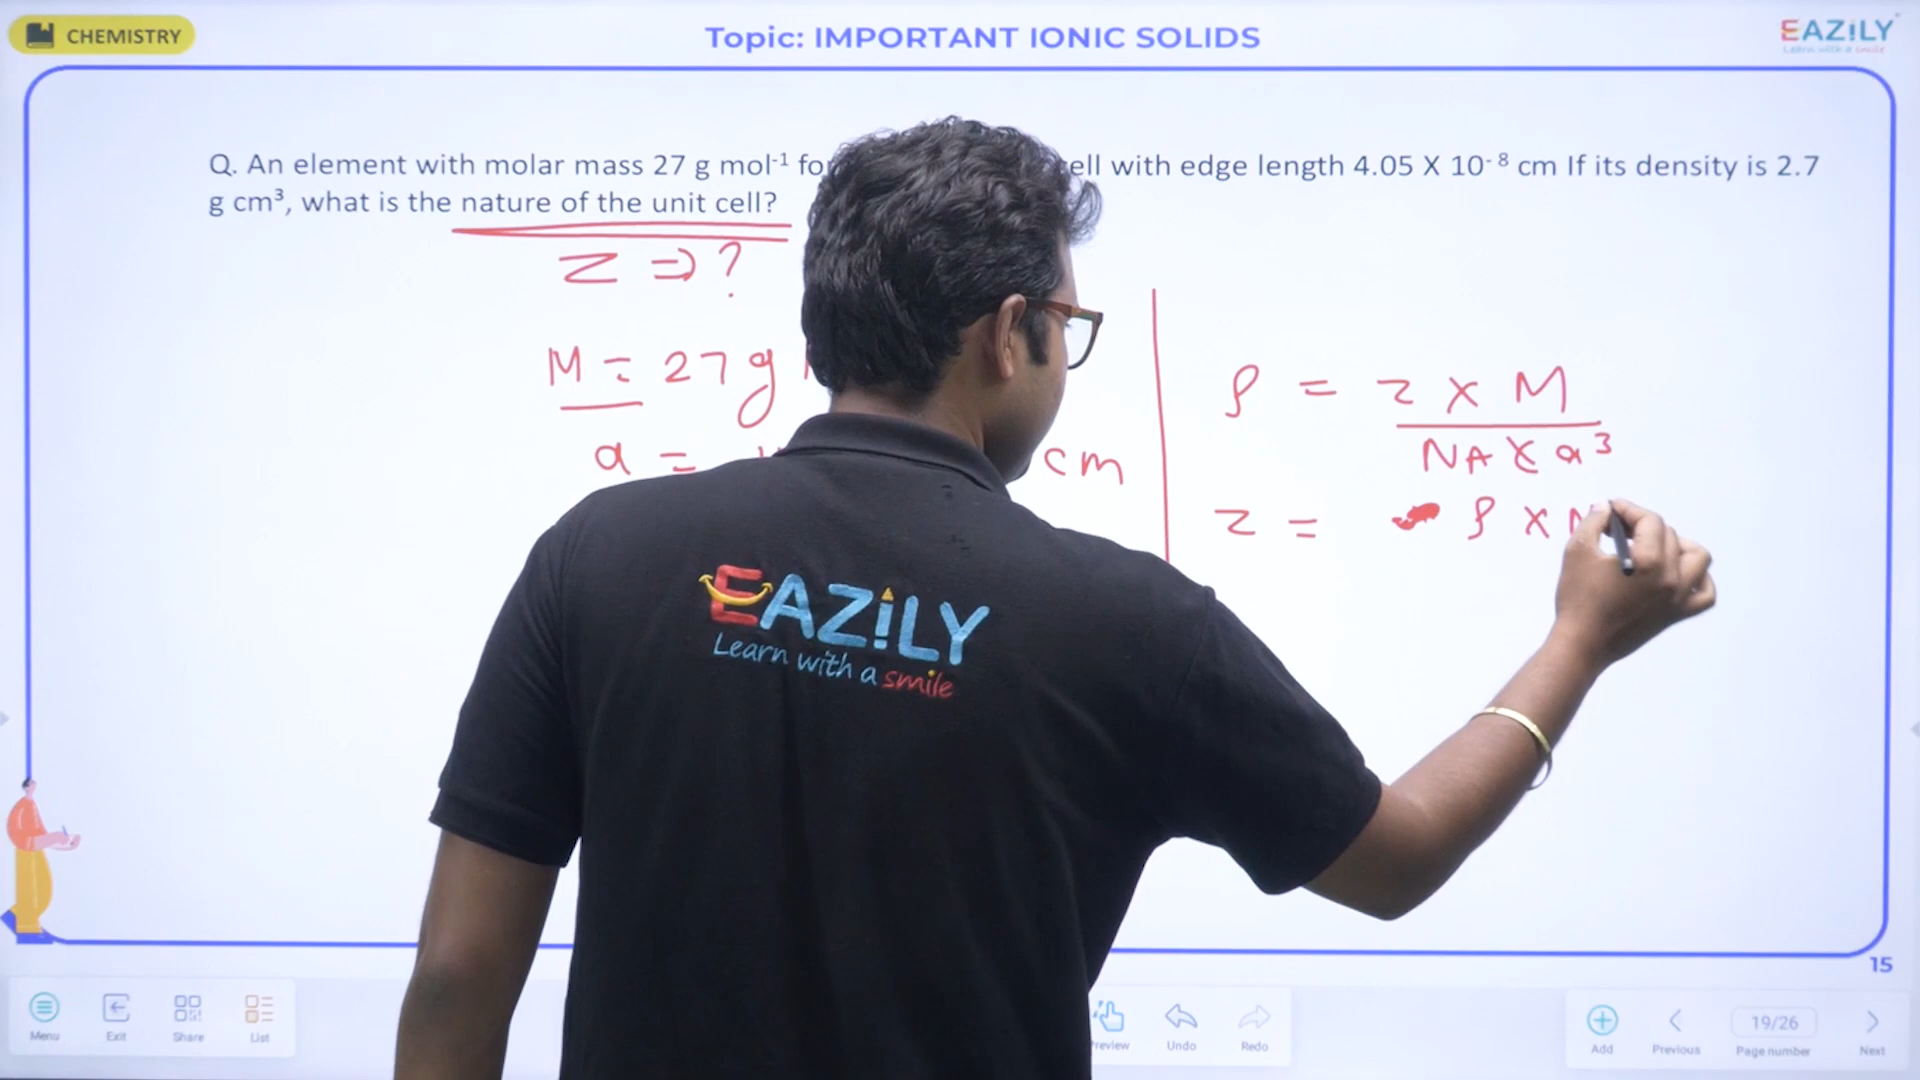 CHEMISTRY
Topic: IMPORTANT IONIC SOLIDS
EAZILY
Learn with a smile
Q. An element with molar mass 27 g mol⁻¹ ell with edge length 4.05 X 10⁻⁸ cm If its density is 2.7
g cm³, what is the nature of the unit cell?
Z ⇒ ?
M = 27 g
a = cm
ρ = z × M
NA × a³
z = ρ ×
EAZILY
Learn with a smile
15
Menu
Exit
Share
List
Preview
Undo
Redo
Add
Previous
19/26
Page number
Next